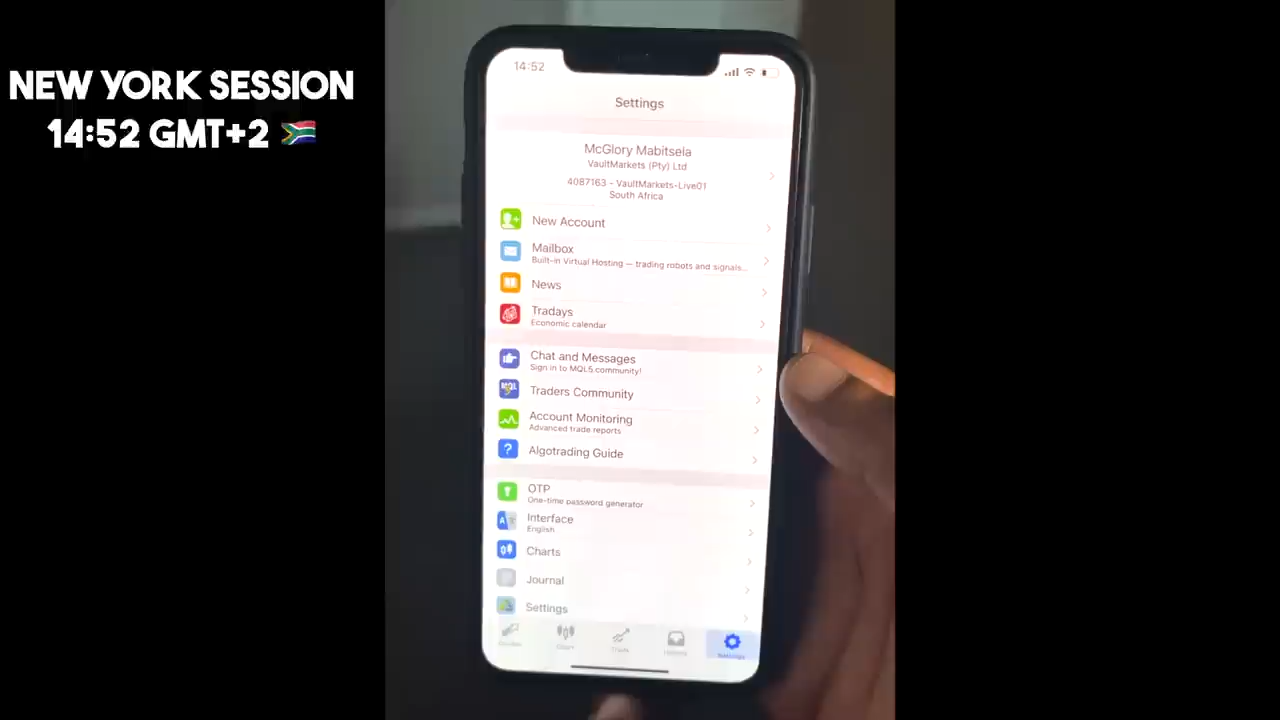 NEW YORK SESSION
14:52 GMT+2
14:52
Settings
McGlory Mabitsela
VaultMarkets (Pty) Ltd
4087163 - VaultMarkets-Live01
South Africa
New Account
Mailbox
Built-in Virtual Hosting — trading robots and signals...
News
Tradays
Economic calendar
Chat and Messages
Sign in to MQL5.community!
Traders Community
Account Monitoring
Advanced trade reports
Algotrading Guide
OTP
One-time password generator
Interface
English
Charts
Journal
Settings
Trade
Settings